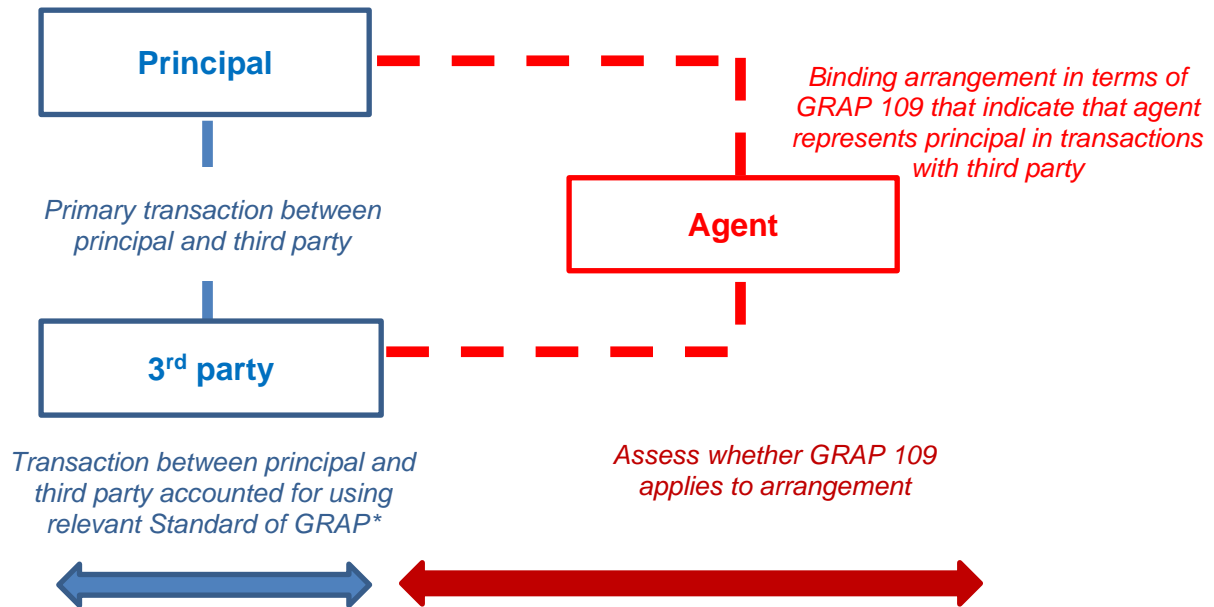 Principal
Binding arrangement in terms of
GRAP 109 that indicate that agent
represents principal in transactions
with third party
Primary transaction between
principal and third party
Agent
3rd party
Transaction between principal and
third party accounted for using
relevant Standard of GRAP*
Assess whether GRAP 109
applies to arrangement